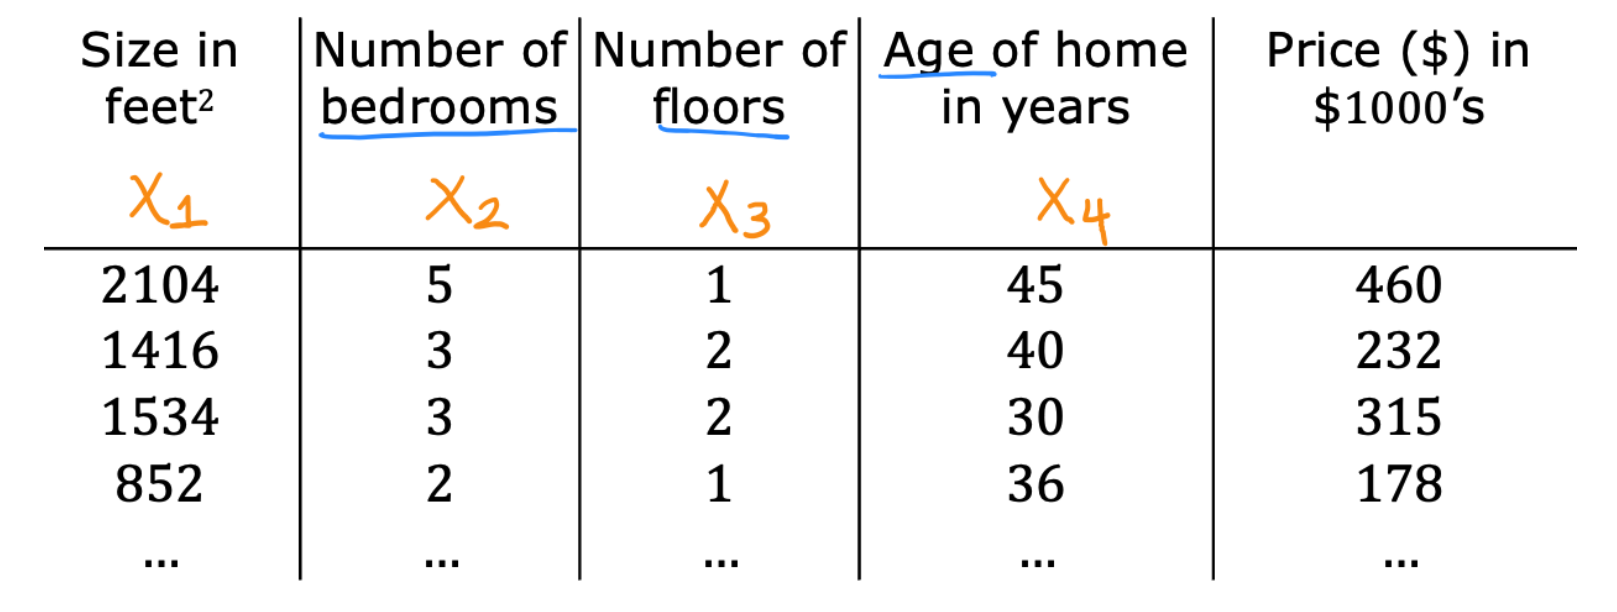 Size in Number of Number of Age of home Price ($) in
feet² bedrooms floors in years $1000’s
X₁ X₂ X₃ X₄
2104 5 1 45 460
1416 3 2 40 232
1534 3 2 30 315
852 2 1 36 178
... ... ... ... ...